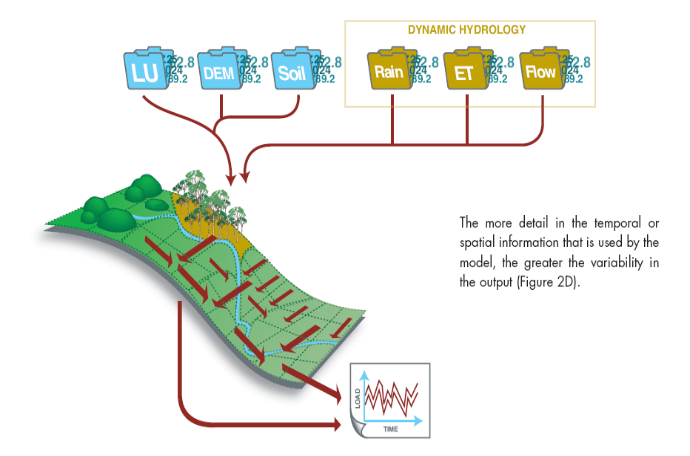 DYNAMIC HYDROLOGY
LU
DEM
Soil
Rain
ET
Flow
The more detail in the temporal or
spatial information that is used by the
model, the greater the variability in
the output (Figure 2D).
LOAD
TIME